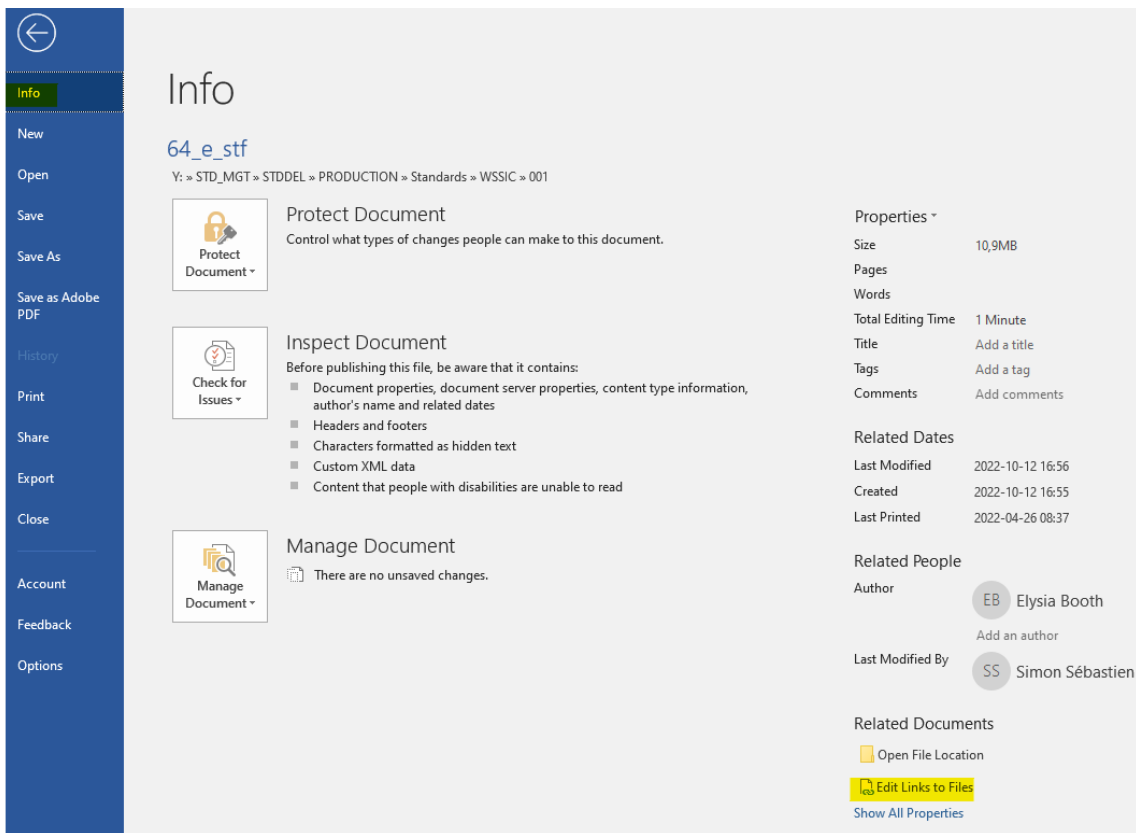 Info
New
Open
Save
Save As
Save as Adobe
PDF
History
Print
Share
Export
Close
Account
Feedback
Options
Info
64_e_stf
Y: » STD_MGT » STDDEL » PRODUCTION » Standards » WSSIC » 001
Protect
Document
Protect Document
Control what types of changes people can make to this document.
Check for
Issues
Inspect Document
Before publishing this file, be aware that it contains:
Document properties, document server properties, content type information,
author's name and related dates
Headers and footers
Characters formatted as hidden text
Custom XML data
Content that people with disabilities are unable to read
Manage
Document
Manage Document
There are no unsaved changes.
Properties
Size 10,9MB
Pages
Words
Total Editing Time 1 Minute
Title Add a title
Tags Add a tag
Comments Add comments
Related Dates
Last Modified 2022-10-12 16:56
Created 2022-10-12 16:55
Last Printed 2022-04-26 08:37
Related People
Author EB Elysia Booth
Add an author
Last Modified By SS Simon Sébastien
Related Documents
Open File Location
Edit Links to Files
Show All Properties